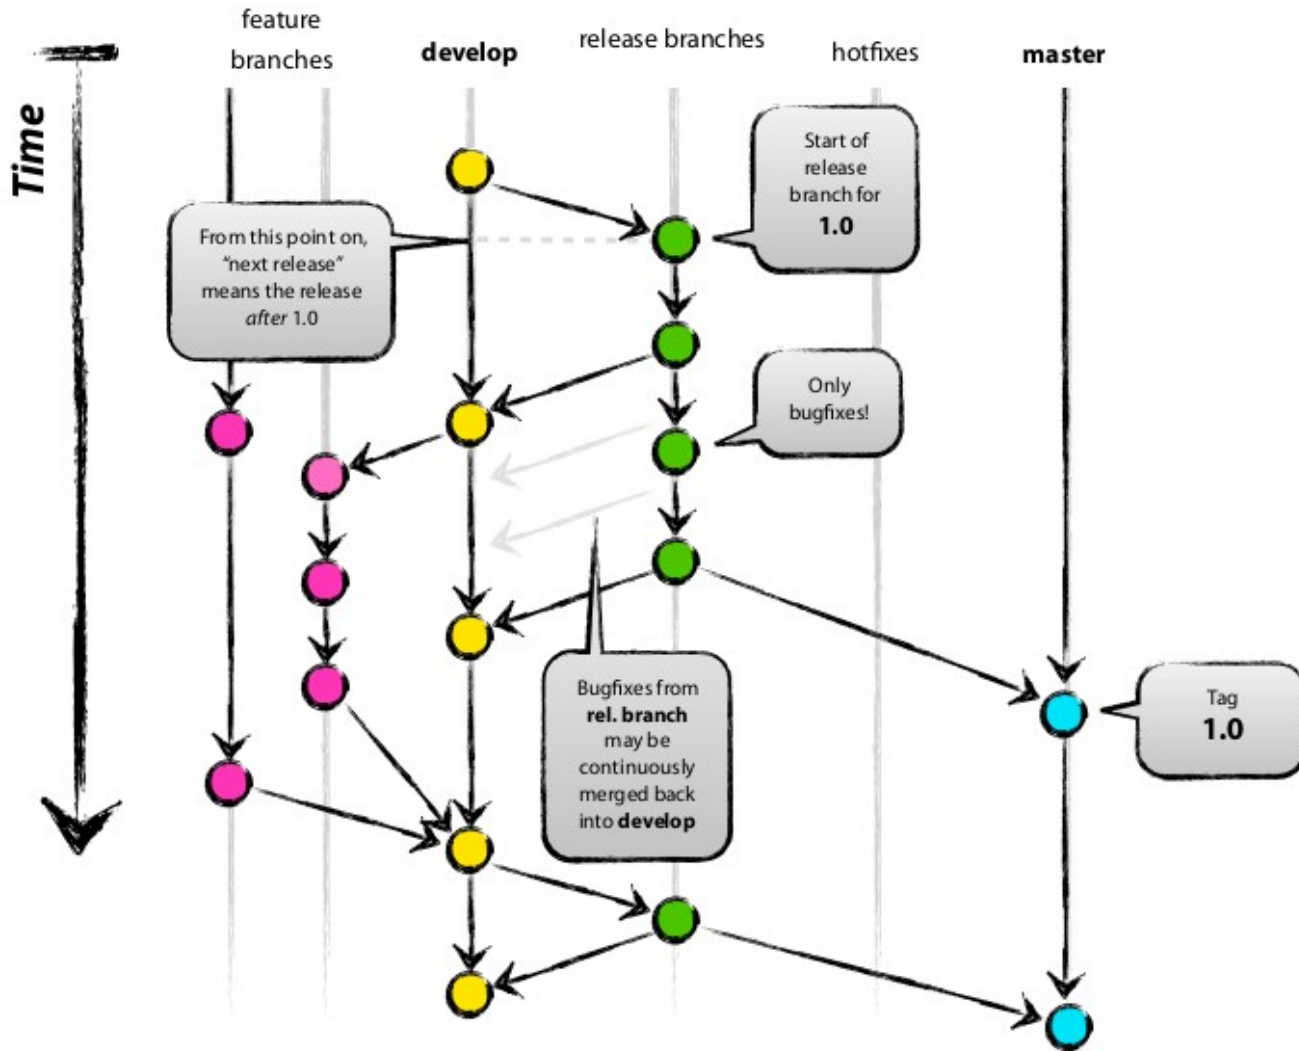 feature
branches
develop
release branches
hotfixes
master
Time
Start of
release
branch for
1.0
From this point on,
“next release”
means the release
after 1.0
Only
bugfixes!
Bugfixes from
rel. branch
may be
continuously
merged back
into develop
Tag
1.0